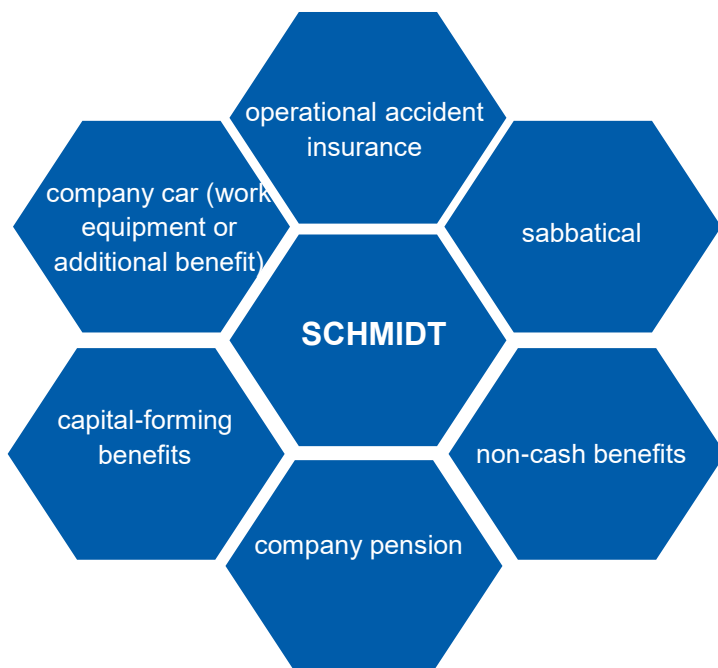 operational accident
insurance
company car (work
equipment or
additional benefit)
sabbatical
SCHMIDT
capital-forming
benefits
non-cash benefits
company pension